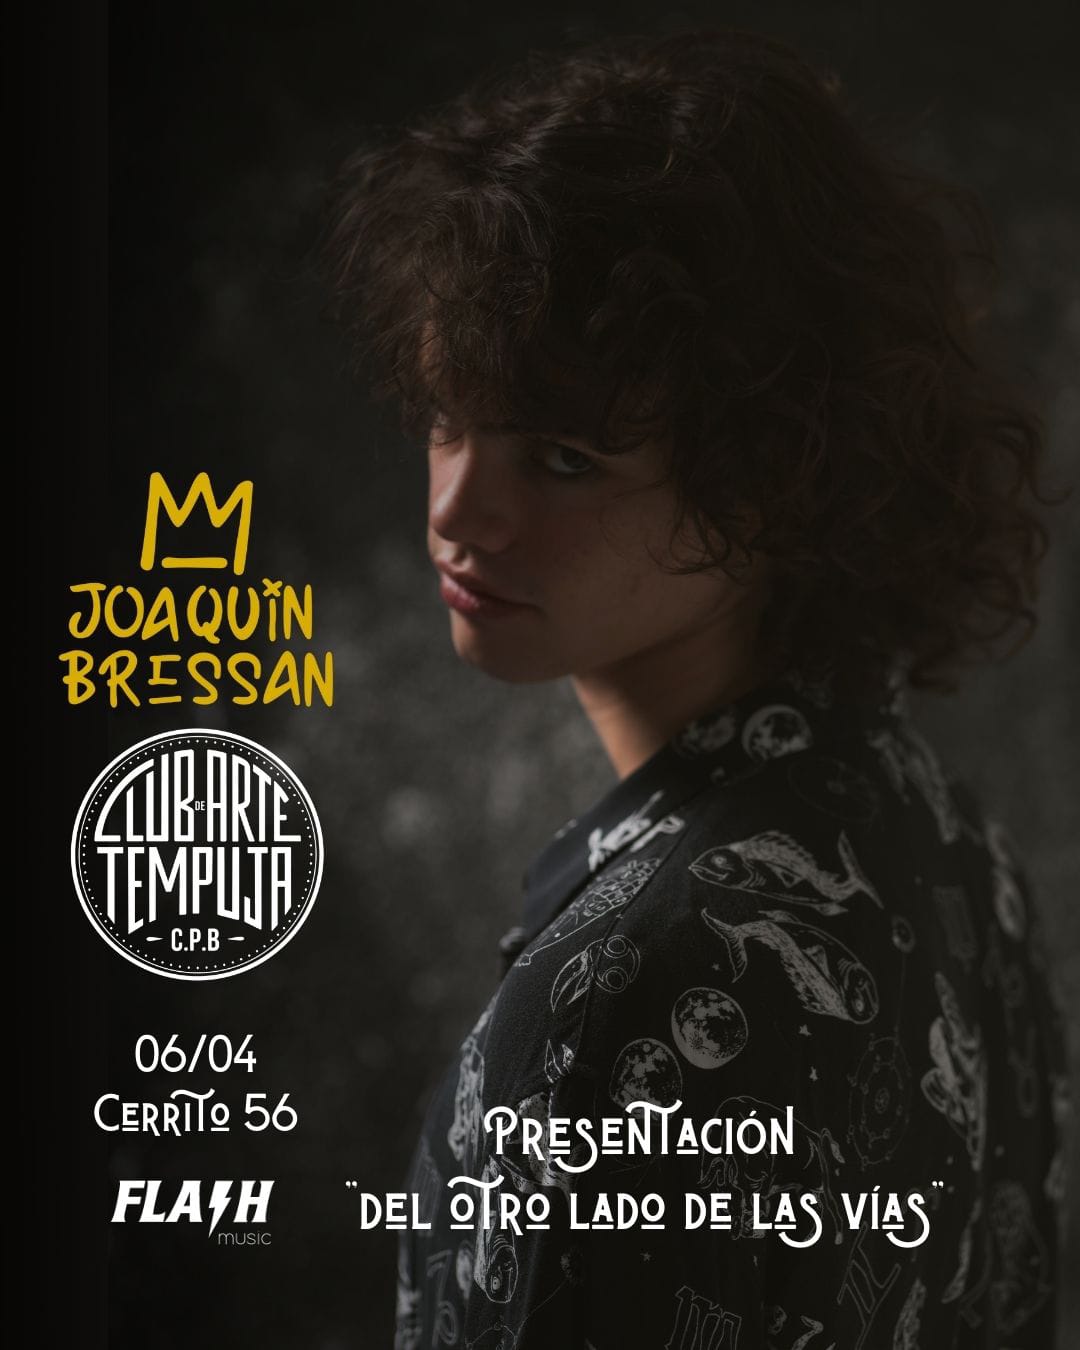 JOAQUIN
BRESSAN
CLUB DE ARTE
TEMPUJA
- C.P.B -
06/04
CERRITO 56
FLASH
music
PRESENTACIÓN
"DEL OTRO LADO DE LAS VÍAS"